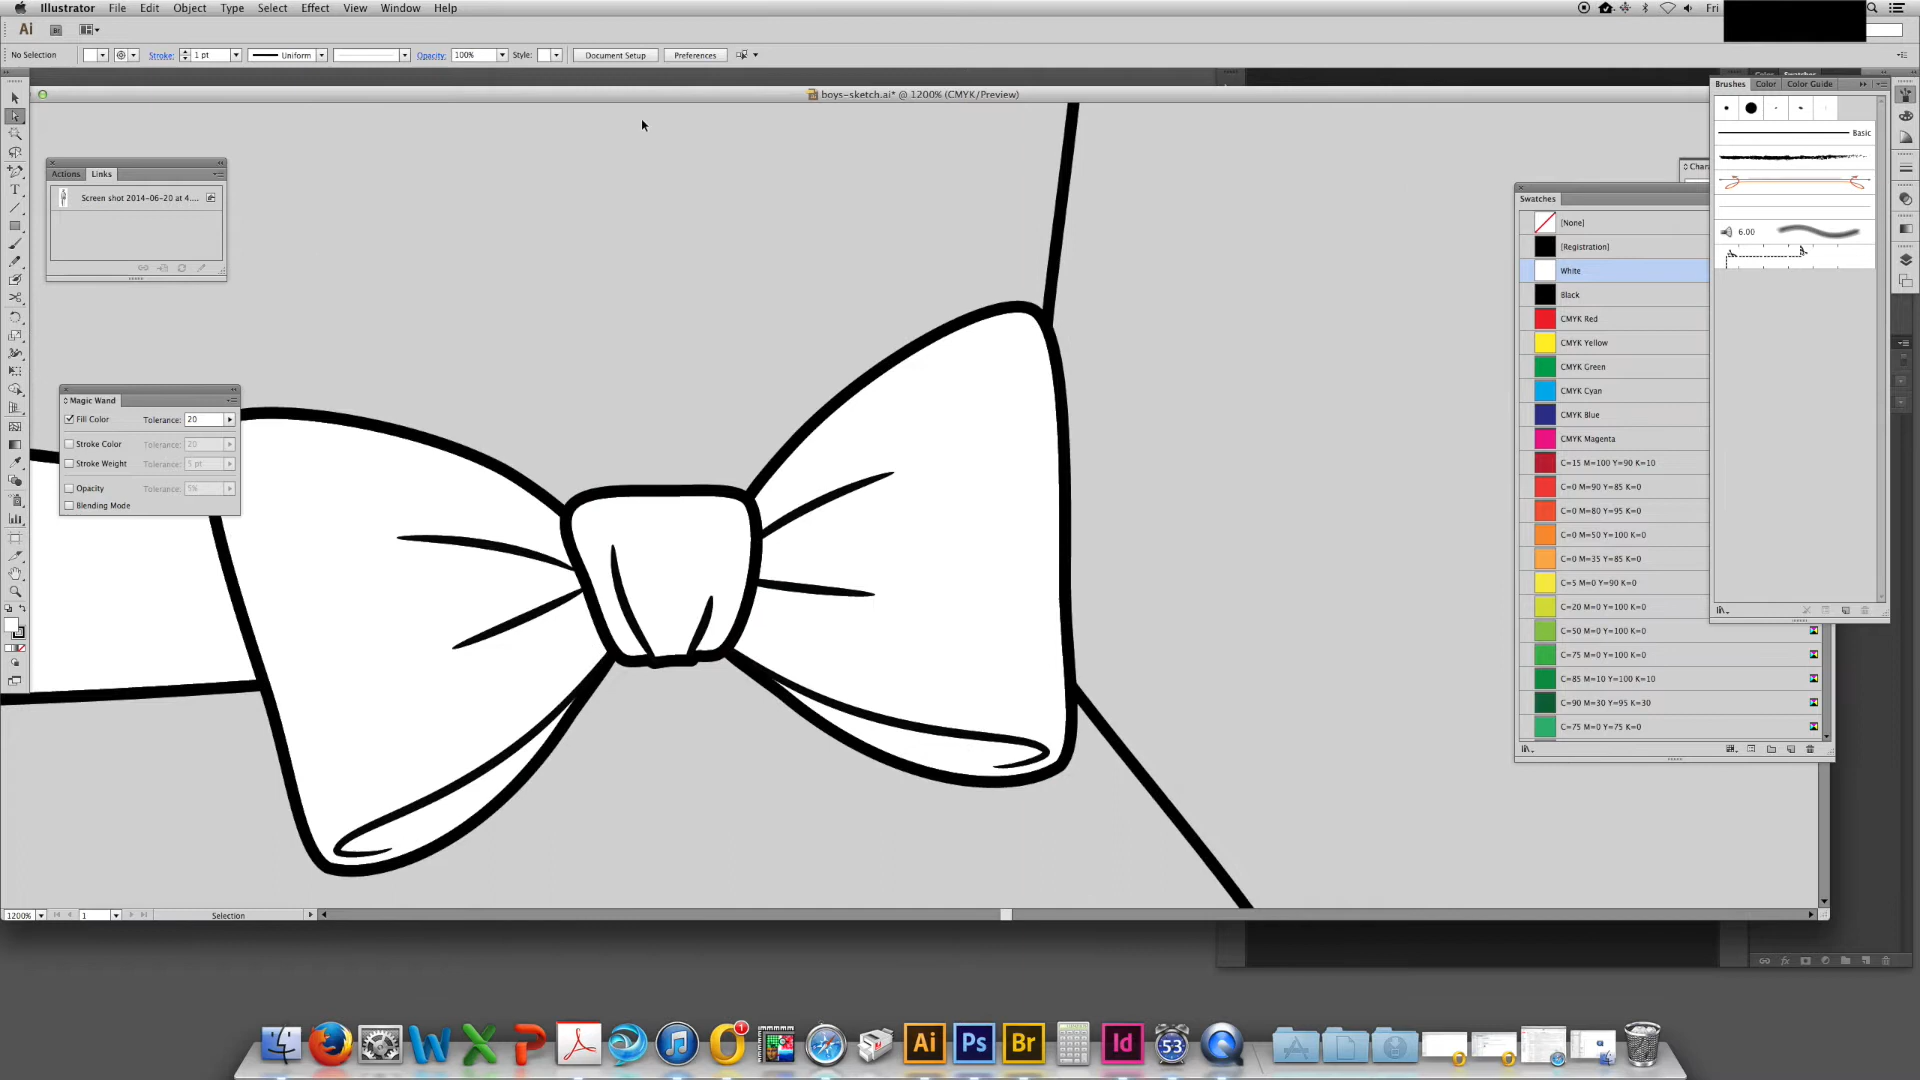 Illustrator File Edit Object Type Select Effect View Window Help
Fri
Ai Br
No Selection Stroke: 1 pt Uniform Opacity: 100% Style: Document Setup Preferences
boys-sketch.ai* @ 1200% (CMYK/Preview)
Brushes Color Color Guide
Basic
6.00
Actions Links
Screen shot 2014-06-20 at 4....
Magic Wand
Fill Color Tolerance: 20
Stroke Color Tolerance: 20
Stroke Weight Tolerance: 5 pt
Opacity Tolerance: 5%
Blending Mode
Swatches
[None]
[Registration]
White
Black
CMYK Red
CMYK Yellow
CMYK Green
CMYK Cyan
CMYK Blue
CMYK Magenta
C=15 M=100 Y=90 K=10
C=0 M=90 Y=85 K=0
C=0 M=80 Y=95 K=0
C=0 M=50 Y=100 K=0
C=0 M=35 Y=85 K=0
C=5 M=0 Y=90 K=0
C=20 M=0 Y=100 K=0
C=50 M=0 Y=100 K=0
C=75 M=0 Y=100 K=0
C=85 M=10 Y=100 K=10
C=90 M=30 Y=95 K=30
C=75 M=0 Y=75 K=0
1200% 1 Selection
1
Ai Ps Br Id 53